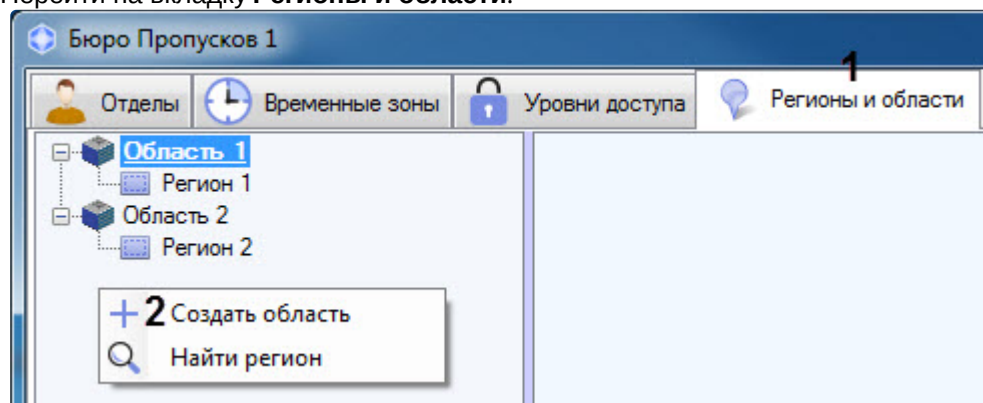 Перейти на вкладку Регионы и области.
Бюро Пропусков 1
1
Отделы Временные зоны Уровни доступа Регионы и области
Область 1
Регион 1
Область 2
Регион 2
2 Создать область
Найти регион